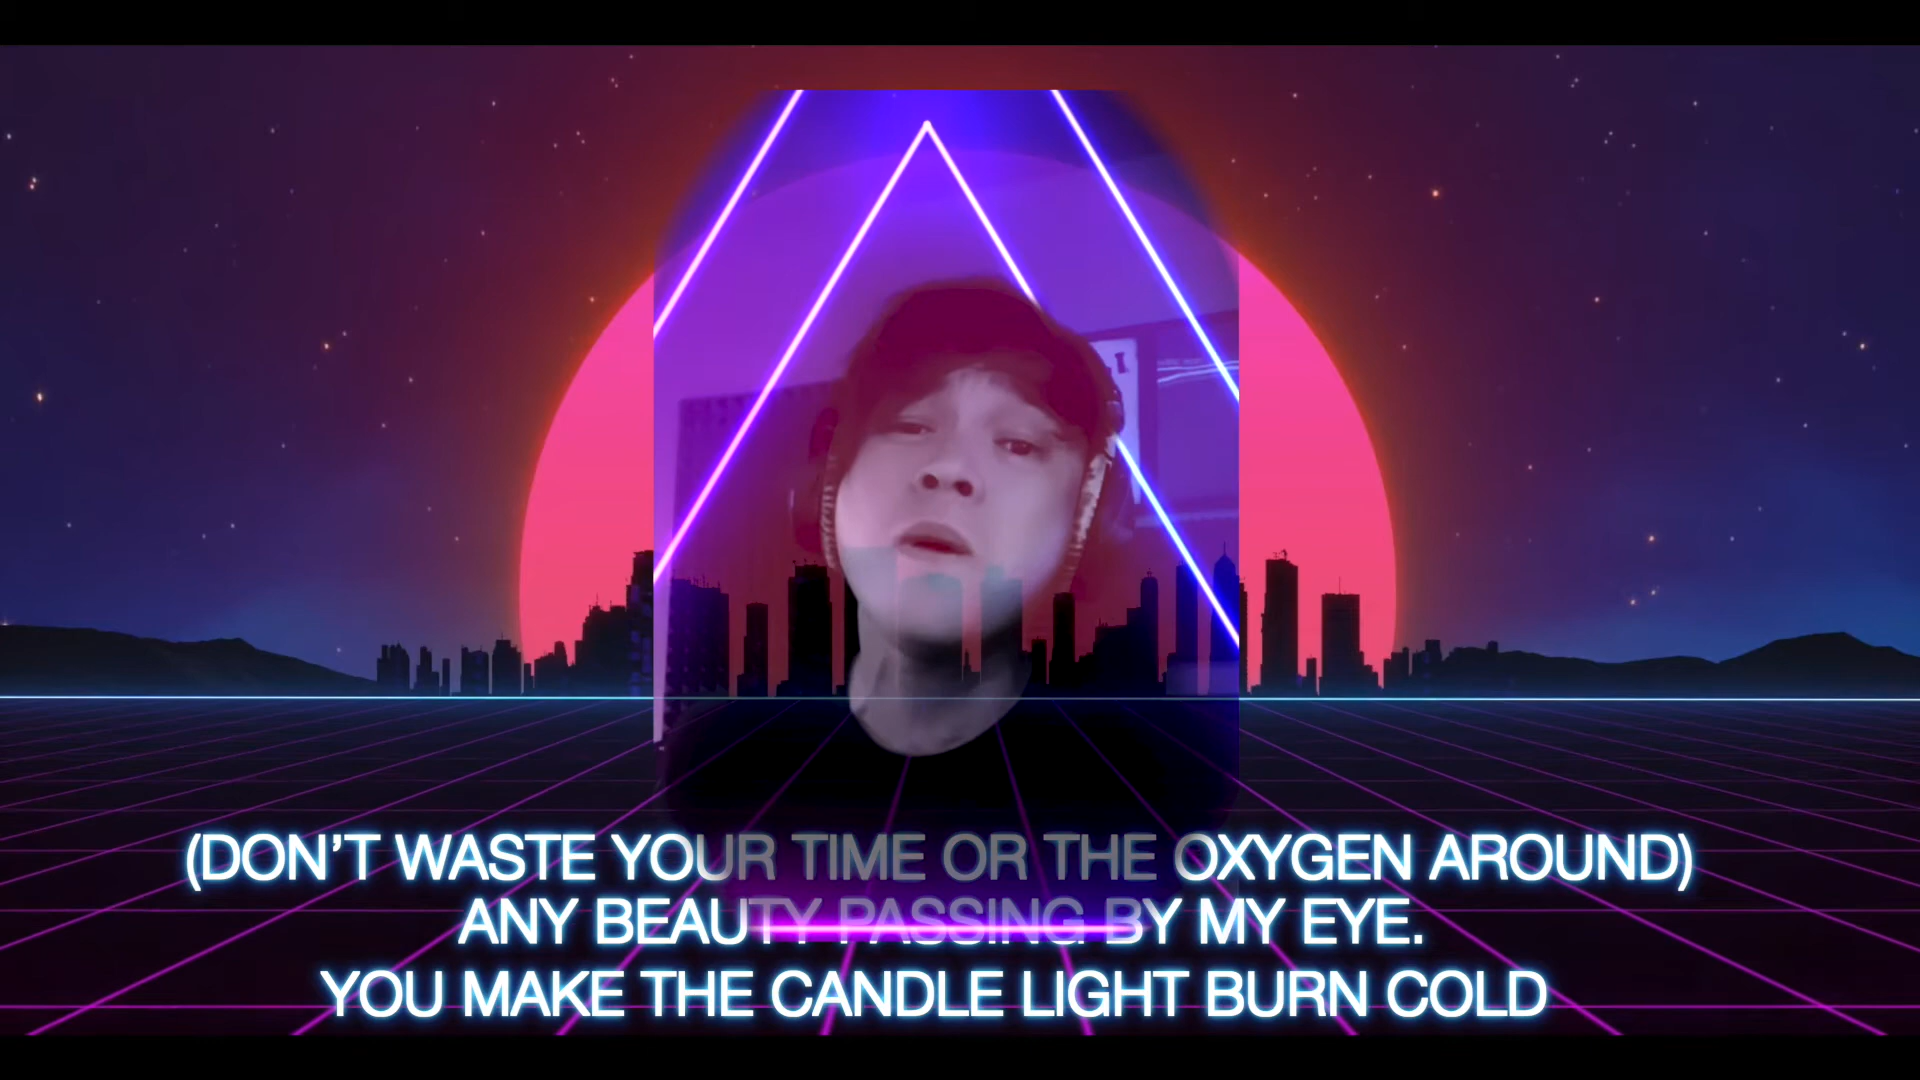 (DON'T WASTE YOUR TIME OR THE OXYGEN AROUND)
ANY BEAUTY PASSING BY MY EYE.
YOU MAKE THE CANDLE LIGHT BURN COLD